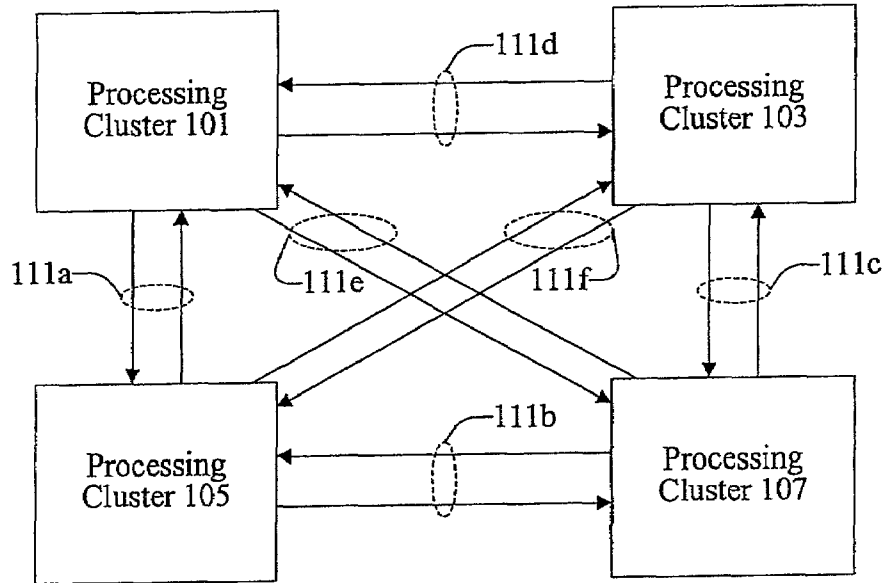 111d
Processing
Cluster 101
Processing
Cluster 103
111a
111e
111f
111c
111b
Processing
Cluster 105
Processing
Cluster 107